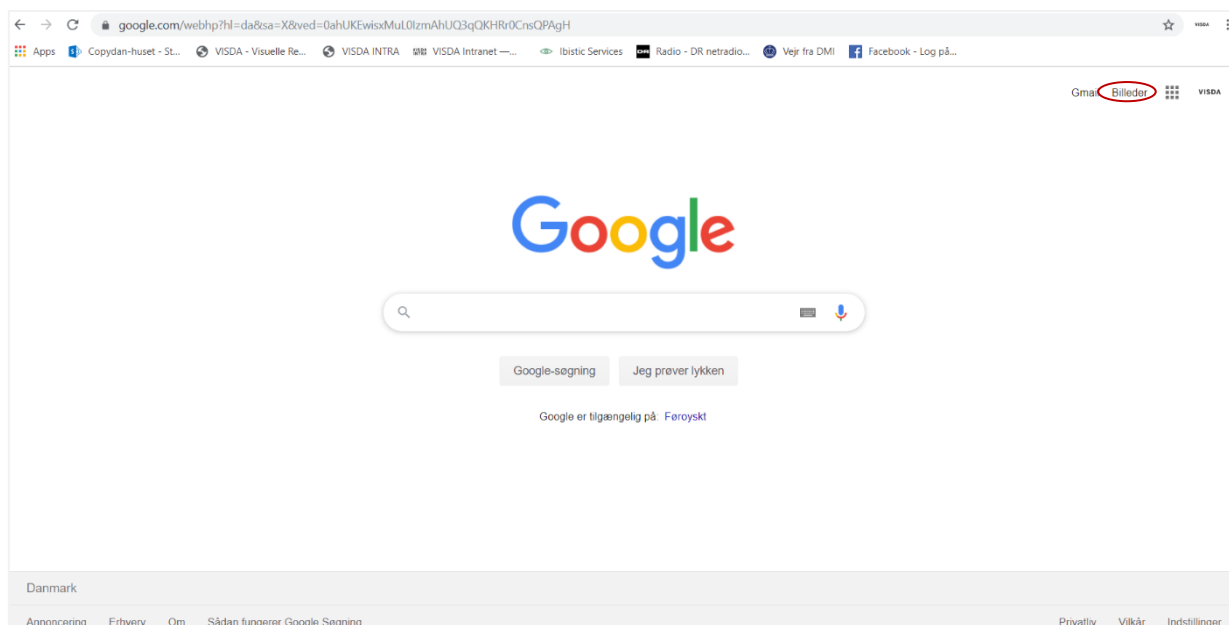 google.com/webhp?hl=da&sa=X&ved=0ahUKEwisxMuL0IzmAhUQ3qQKHRr0CnsQPAgH VISDA
Apps Copydan-huset - St... VISDA - Visuelle Re... VISDA INTRA VISDA Intranet —... Ibistic Services Radio - DR netradio... Vejr fra DMI Facebook - Log på...
Gmai Billeder VISDA
Google
Google-søgning Jeg prøver lykken
Google er tilgængelig på: Føroyskt
Danmark
Annoncering Erhverv Om Sådan fungerer Google Søgning Privatliv Vilkår Indstillinger